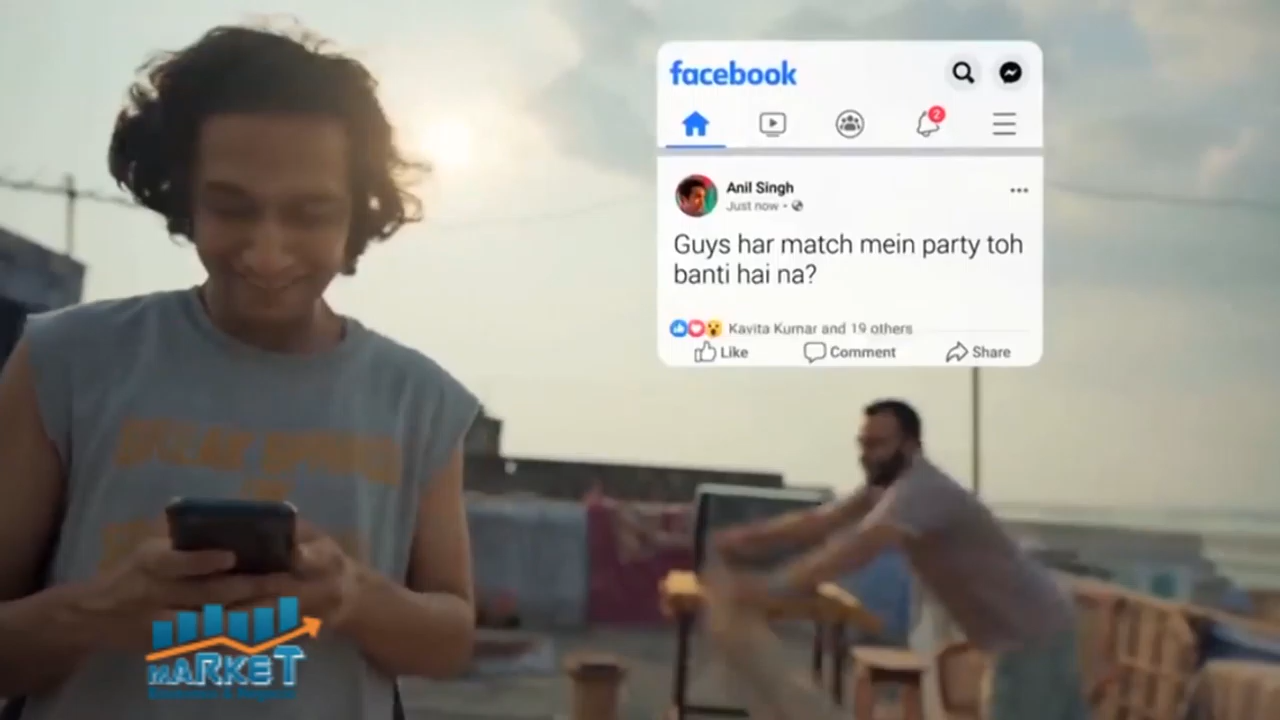 facebook
2
Anil Singh
Just now
Guys har match mein party toh
banti hai na?
Kavita Kumar and 19 others
Like
Comment
Share
MARKET